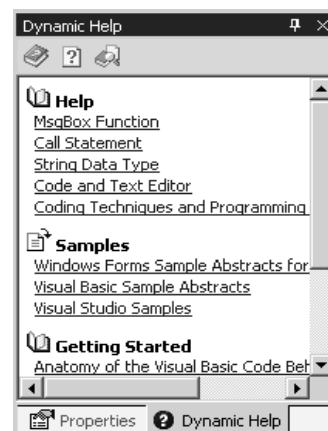 Dynamic Help
Help
MsgBox Function
Call Statement
String Data Type
Code and Text Editor
Coding Techniques and Programming
Samples
Windows Forms Sample Abstracts for
Visual Basic Sample Abstracts
Visual Studio Samples
Getting Started
Anatomy of the Visual Basic Code Beh
Properties Dynamic Help